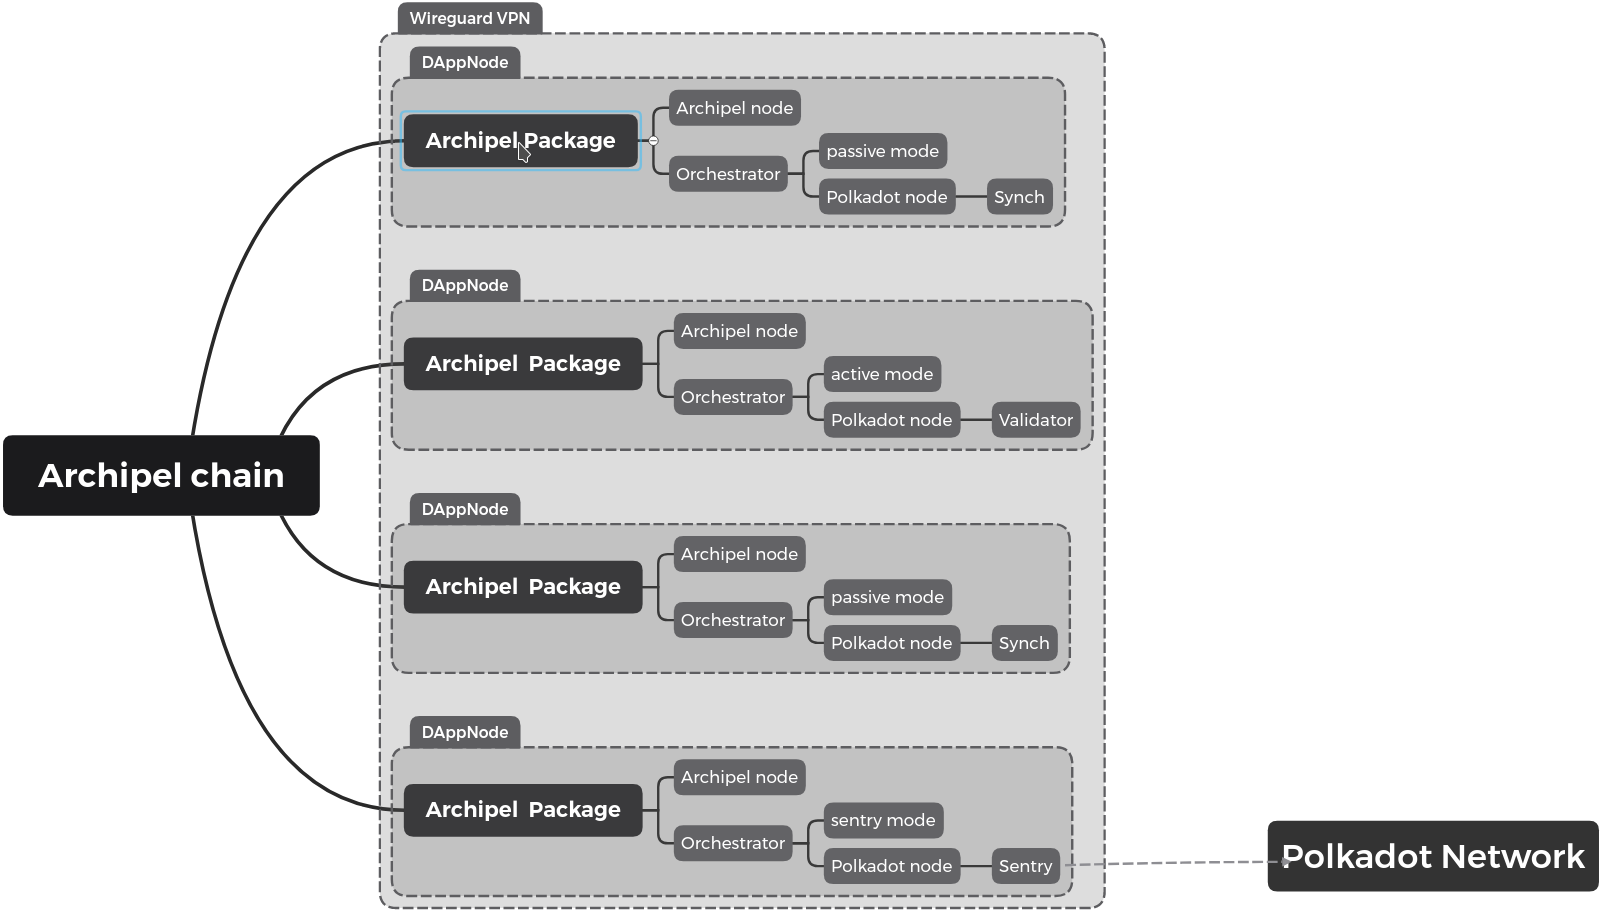 Wireguard VPN
DAppNode
Archipel Package
Archipel node
Orchestrator
passive mode
Polkadot node
Synch
DAppNode
Archipel Package
Archipel node
Orchestrator
active mode
Polkadot node
Validator
Archipel chain
DAppNode
Archipel Package
Archipel node
Orchestrator
passive mode
Polkadot node
Synch
DAppNode
Archipel Package
Archipel node
Orchestrator
sentry mode
Polkadot node
Sentry
Polkadot Network